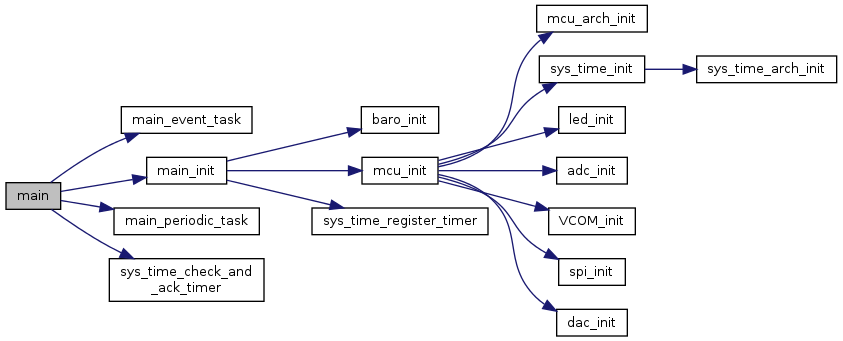 mcu_arch_init
sys_time_init
sys_time_arch_init
main_event_task
baro_init
led_init
main
main_init
mcu_init
adc_init
main_periodic_task
sys_time_register_timer
VCOM_init
sys_time_check_and
_ack_timer
spi_init
dac_init